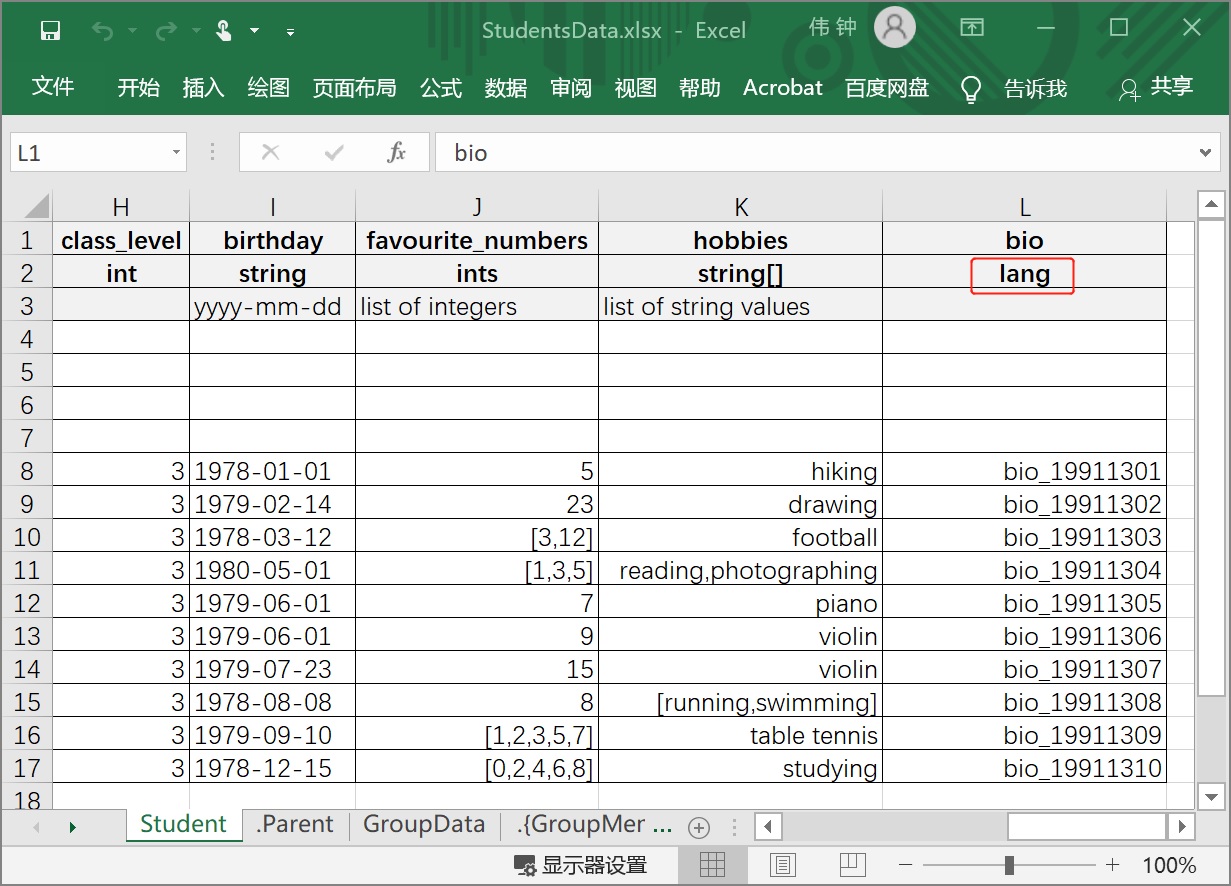 StudentsData.xlsx - Excel 伟 钟
文件 开始 插入 绘图 页面布局 公式 数据 审阅 视图 帮助 Acrobat 百度网盘 告诉我 共享
L1 fx bio
H I J K L
1 class_level birthday favourite_numbers hobbies bio
2 int string ints string[] lang
3 yyyy-mm-dd list of integers list of string values
4
5
6
7
8 3 1978-01-01 5 hiking bio_19911301
9 3 1979-02-14 23 drawing bio_19911302
10 3 1978-03-12 [3,12] football bio_19911303
11 3 1980-05-01 [1,3,5] reading,photographing bio_19911304
12 3 1979-06-01 7 piano bio_19911305
13 3 1979-06-01 9 violin bio_19911306
14 3 1979-07-23 15 violin bio_19911307
15 3 1978-08-08 8 [running,swimming] bio_19911308
16 3 1979-09-10 [1,2,3,5,7] table tennis bio_19911309
17 3 1978-12-15 [0,2,4,6,8] studying bio_19911310
18
Student .Parent GroupData .{GroupMer ...
显示器设置 100%